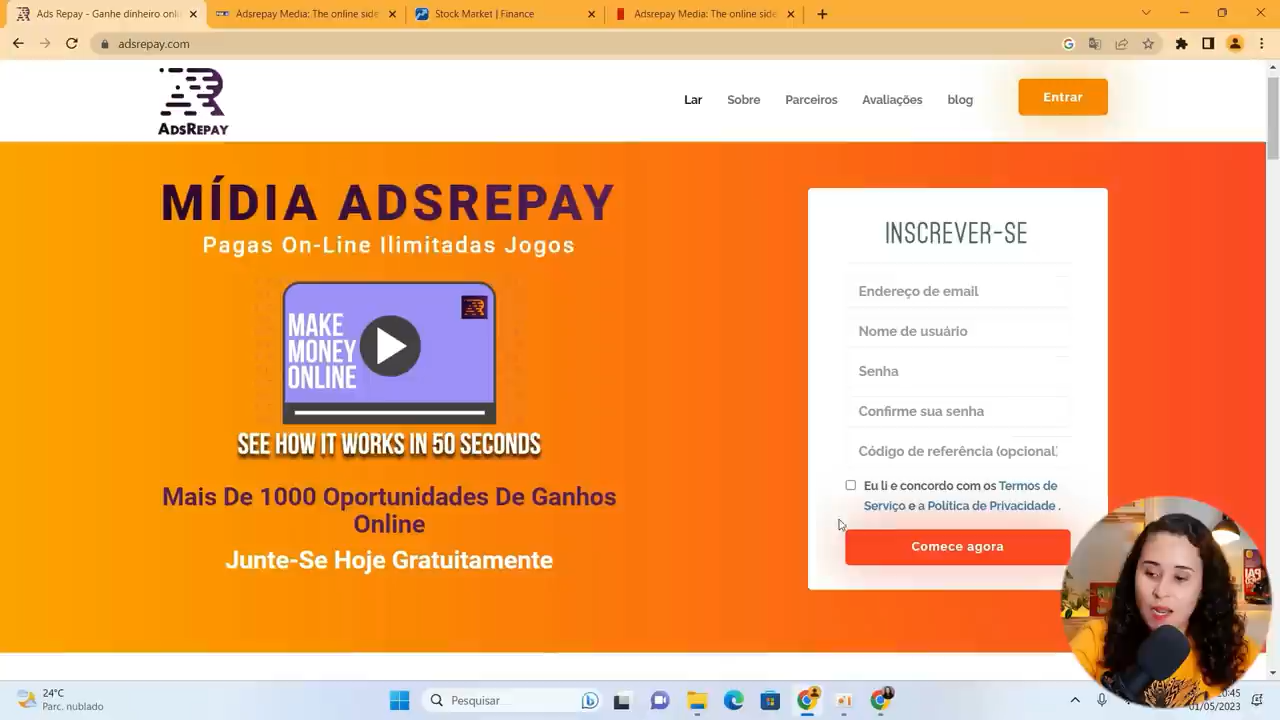 Ads Repay - Ganhe dinheiro onl
Adsrepay Media: The online side
Stock Market | Finance
Adsrepay Media: The online side
adsrepay.com
ADSREPAY
Lar
Sobre
Parceiros
Avaliações
blog
Entrar
MÍDIA ADSREPAY
Pagas On-Line Ilimitadas Jogos
MAKE
MONEY
ONLINE
SEE HOW IT WORKS IN 50 SECONDS
Mais De 1000 Oportunidades De Ganhos
Online
Junte-Se Hoje Gratuitamente
INSCREVER-SE
Endereço de email
Nome de usuário
Senha
Confirme sua senha
Código de referência (opcional)
Eu li e concordo com os Termos de
Serviço e a Política de Privacidade .
Comece agora
24°C
Parc. nublado
Pesquisar
20:45
01/05/2023